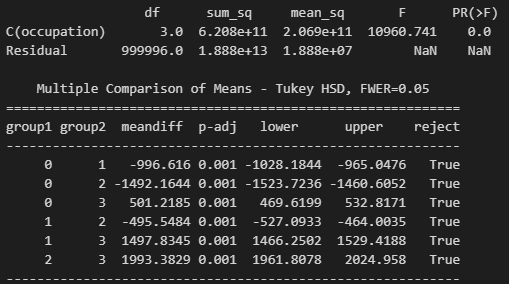 df sum_sq mean_sq F PR(>F)
C(occupation) 3.0 6.208e+11 2.069e+11 10960.741 0.0
Residual 999996.0 1.888e+13 1.888e+07 NaN NaN
Multiple Comparison of Means - Tukey HSD, FWER=0.05
===========================================================
group1 group2 meandiff p-adj lower upper reject
-----------------------------------------------------------
0 1 -996.616 0.001 -1028.1844 -965.0476 True
0 2 -1492.1644 0.001 -1523.7236 -1460.6052 True
0 3 501.2185 0.001 469.6199 532.8171 True
1 2 -495.5484 0.001 -527.0933 -464.0035 True
1 3 1497.8345 0.001 1466.2502 1529.4188 True
2 3 1993.3829 0.001 1961.8078 2024.958 True
-----------------------------------------------------------